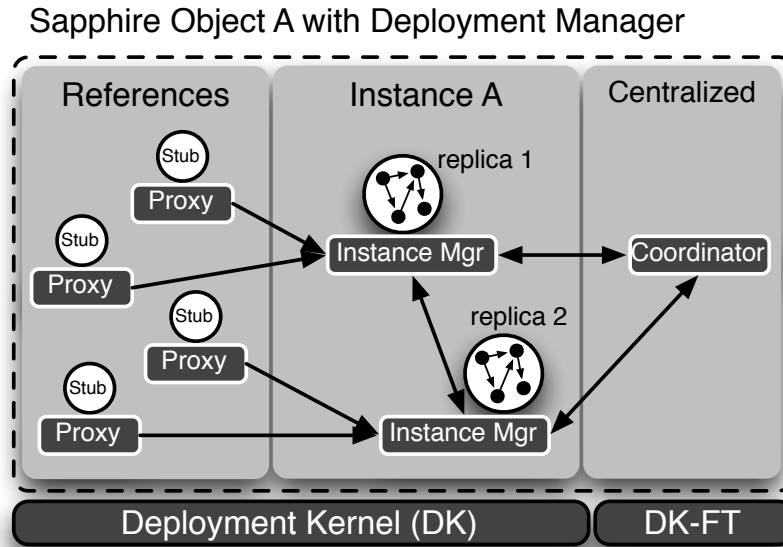 Sapphire Object A with Deployment Manager
References
Instance A
Centralized
Stub
Proxy
replica 1
Stub
Proxy
Instance Mgr
Coordinator
Stub
Proxy
replica 2
Stub
Proxy
Instance Mgr
Deployment Kernel (DK)
DK-FT